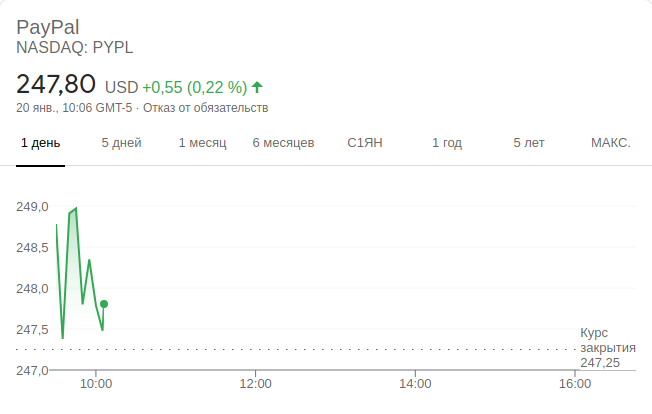 PayPal
NASDAQ: PYPL
247,80 USD +0,55 (0,22 %)
20 янв., 10:06 GMT-5 · Отказ от обязательств
1 день 5 дней 1 месяц 6 месяцев С1ЯН 1 год 5 лет МАКС.
249,0
248,5
248,0
247,5
Курс
закрытия
247,25
247,0
10:00 12:00 14:00 16:00